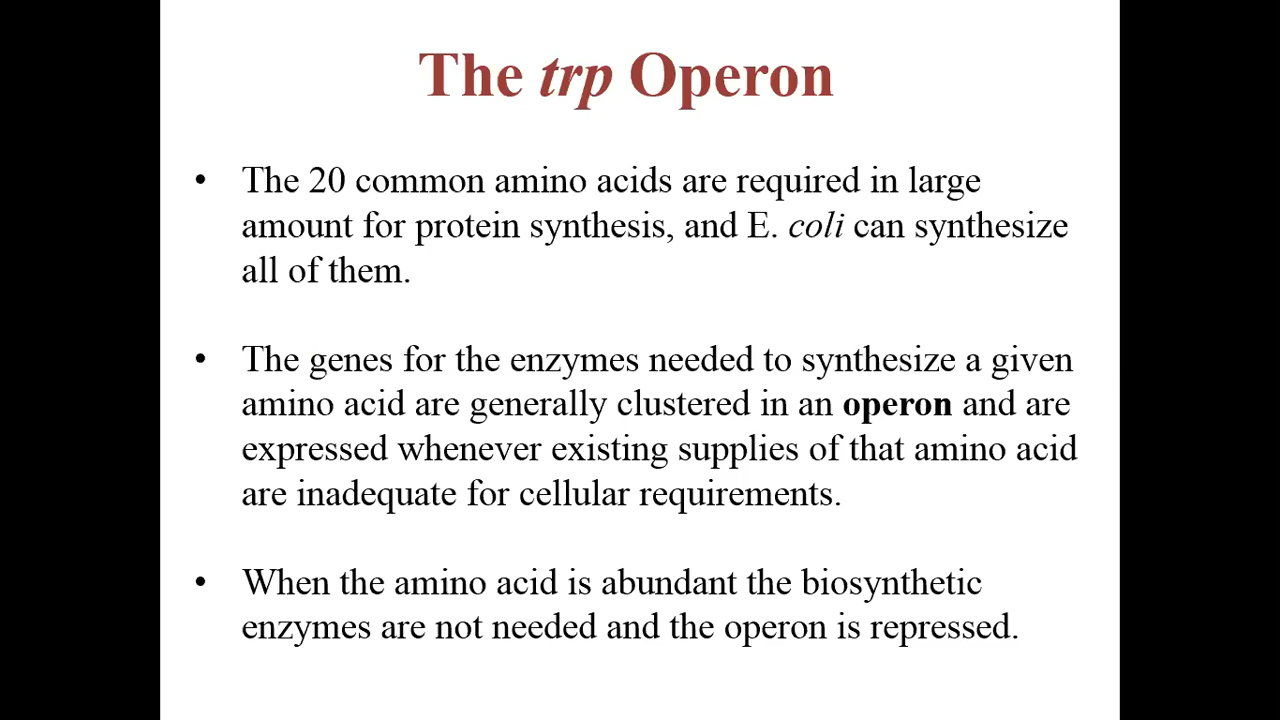 The trp Operon
• The 20 common amino acids are required in large
amount for protein synthesis, and E. coli can synthesize
all of them.
• The genes for the enzymes needed to synthesize a given
amino acid are generally clustered in an operon and are
expressed whenever existing supplies of that amino acid
are inadequate for cellular requirements.
• When the amino acid is abundant the biosynthetic
enzymes are not needed and the operon is repressed.